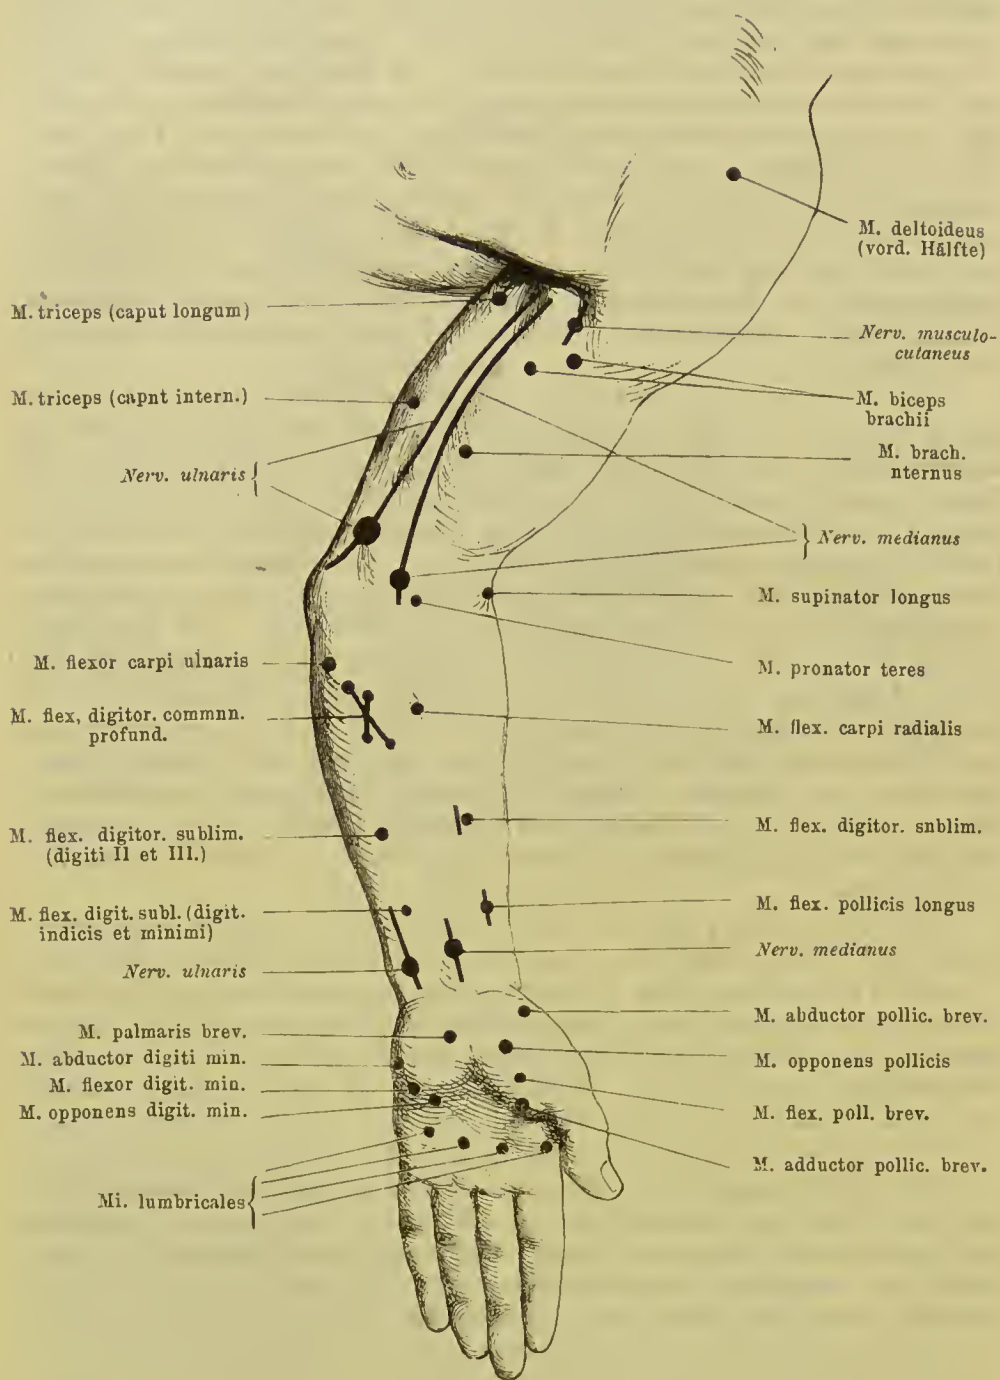 M. deltoideus
(vord. Hälfte)
M. triceps (caput longum)
Nerv. musculo-
cutaneus
M. triceps (capnt intern.)
M. biceps
brachii
Nerv. ulnaris {
M. brach.
nternus
} Nerv. medianus
M. supinator longus
M. flexor carpi ulnaris
M. pronator teres
M. flex, digitor. commnn.
profund.
M. flex. carpi radialis
M. flex. digitor. sublim.
(digiti II et III.)
M. flex. digitor. snblim.
M. flex. digit. subl. (digit.
indicis et minimi)
M. flex. pollicis longus
Nerv. ulnaris
Nerv. medianus
M. palmaris brev.
M. abductor pollic. brev.
M. abductor digiti min.
M. opponens pollicis
M. flexor digit. min.
M. opponens digit. min.
M. flex. poll. brev.
M. adductor pollic. brev.
Mi. lumbricales {